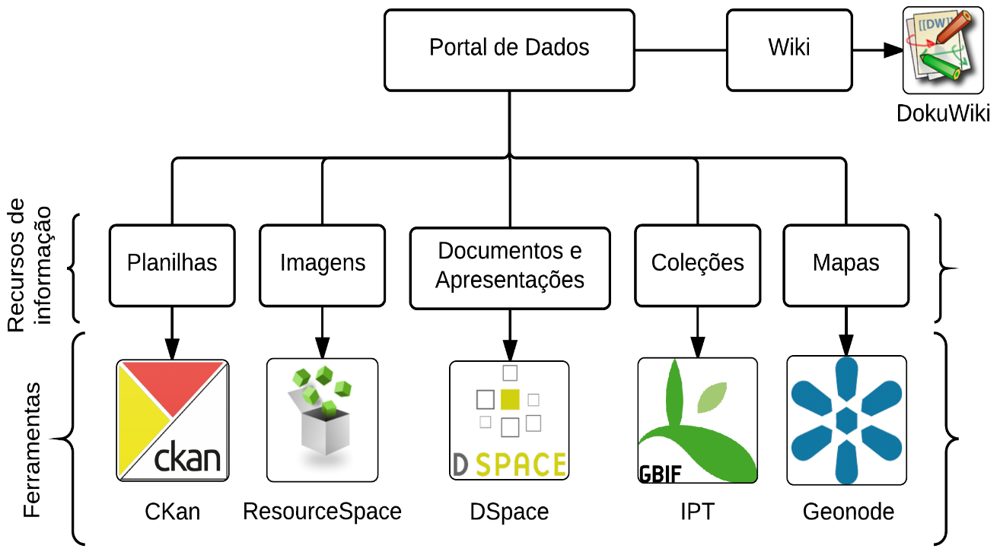 Portal de Dados
Wiki
[[DW]]
DokuWiki
Recursos de
informação
Planilhas
Imagens
Documentos e
Apresentações
Coleções
Mapas
Ferramentas
ckan
D SPACE
GBIF
CKan
ResourceSpace
DSpace
IPT
Geonode